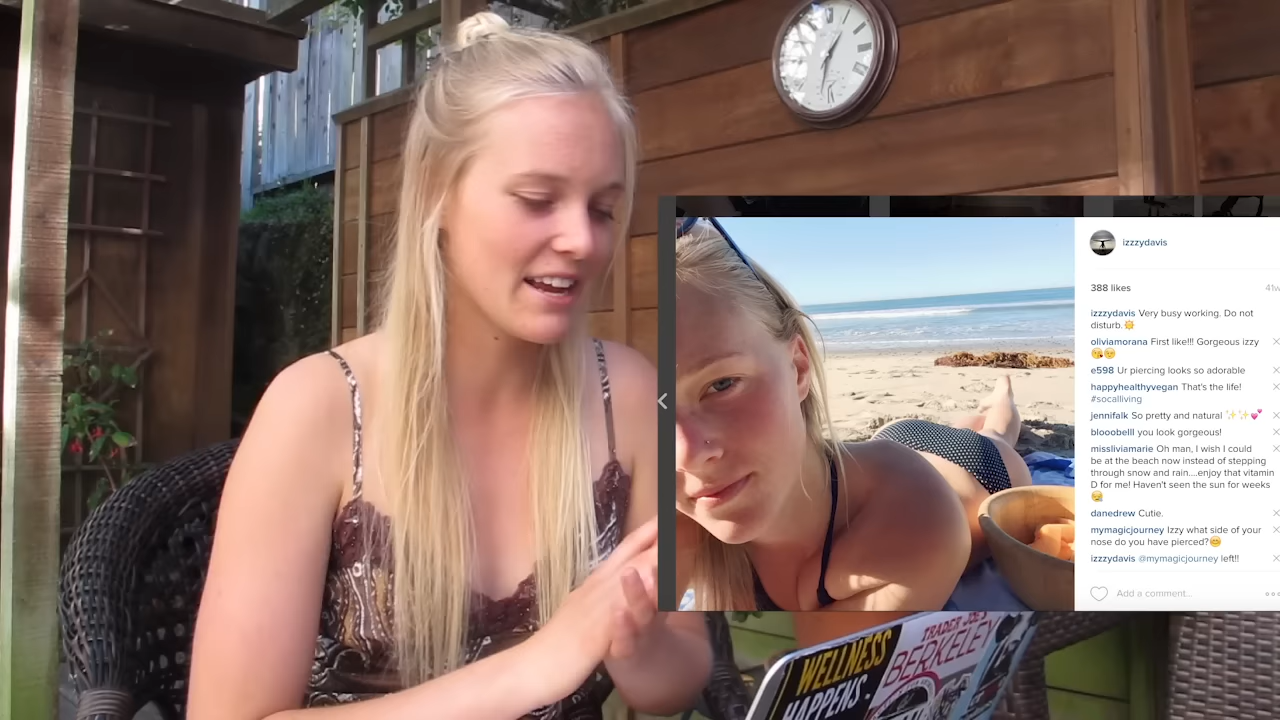 izzzydavis
388 likes
41w
izzzydavis Very busy working. Do not
disturb.
oliviamorana First like!!! Gorgeous izzy
e598 Ur piercing looks so adorable
happyhealthyvegan That's the life!
#socalliving
jennifalk So pretty and natural
blooobelll you look gorgeous!
missliviamarie Oh man, I wish I could
be at the beach now instead of stepping
through snow and rain....enjoy that vitamin
D for me! Haven't seen the sun for weeks
danedrew Cutie.
mymagicjourney Izzy what side of your
nose do you have pierced?
izzzydavis @mymagicjourney left!!
Add a comment...
WELLNESS
HAPPENS.
TRADER JOE'S
BERKELEY